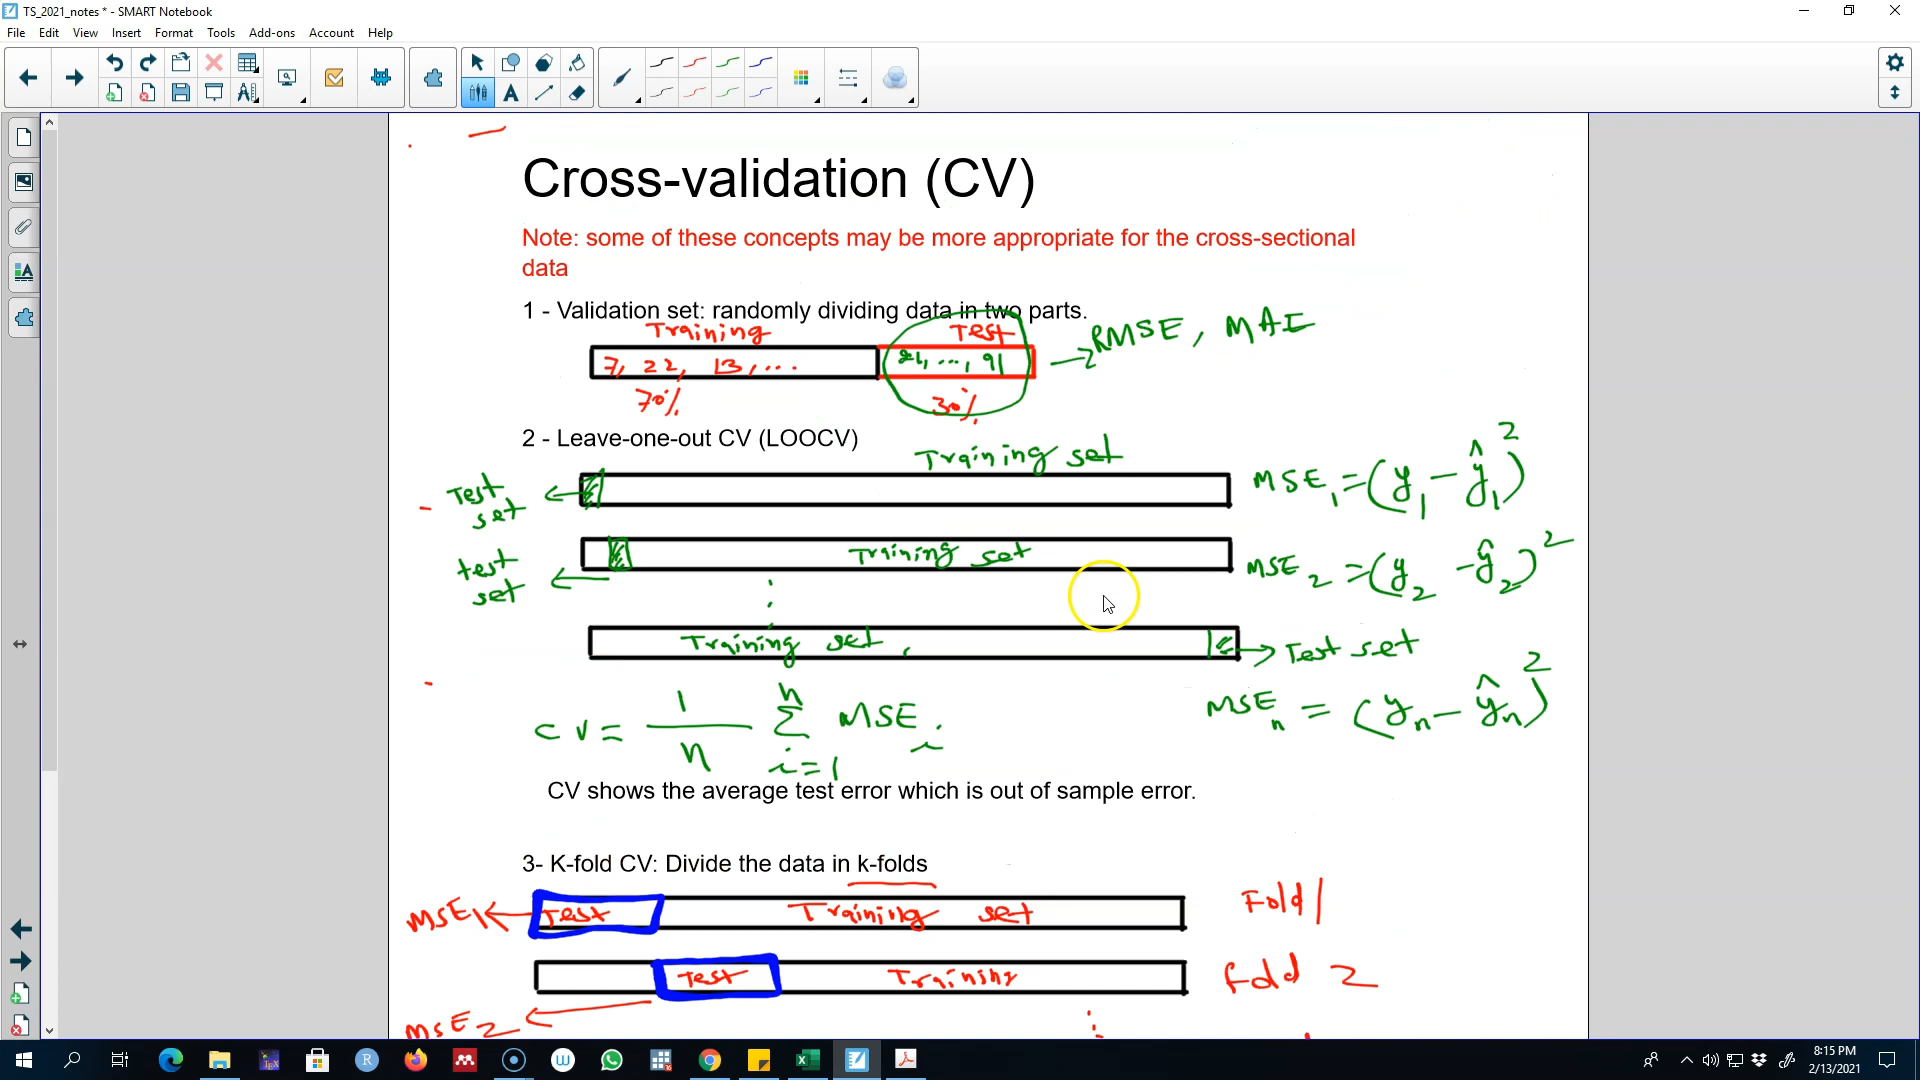 TS_2021_notes * - SMART Notebook
File Edit View Insert Format Tools Add-ons Account Help
Cross-validation (CV)
Note: some of these concepts may be more appropriate for the cross-sectional
data
1 - Validation set: randomly dividing data in two parts.
Training Test RMSE, MAE
7, 22, 13, ... 21, ..., 91
70% 30%
2 - Leave-one-out CV (LOOCV)
Training set
Test set MSE₁ = (y₁ - ŷ₁)²
test set Training set MSE₂ = (y₂ - ŷ₂)²
Training set Test set
CV = 1/n Σ i=1 n MSEᵢ MSEₙ = (yₙ - ŷₙ)²
CV shows the average test error which is out of sample error.
3- K-fold CV: Divide the data in k-folds
MSE1 Test Training set Fold 1
Test Training fold 2
MSE2
8:15 PM
2/13/2021